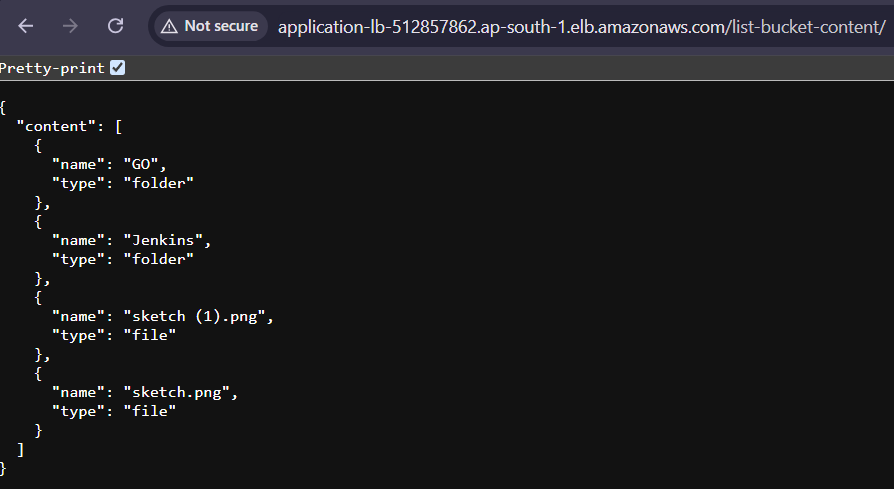 Not secure application-lb-512857862.ap-south-1.elb.amazonaws.com/list-bucket-content/
Pretty-print
{
  "content": [
    {
      "name": "GO",
      "type": "folder"
    },
    {
      "name": "Jenkins",
      "type": "folder"
    },
    {
      "name": "sketch (1).png",
      "type": "file"
    },
    {
      "name": "sketch.png",
      "type": "file"
    }
  ]
}